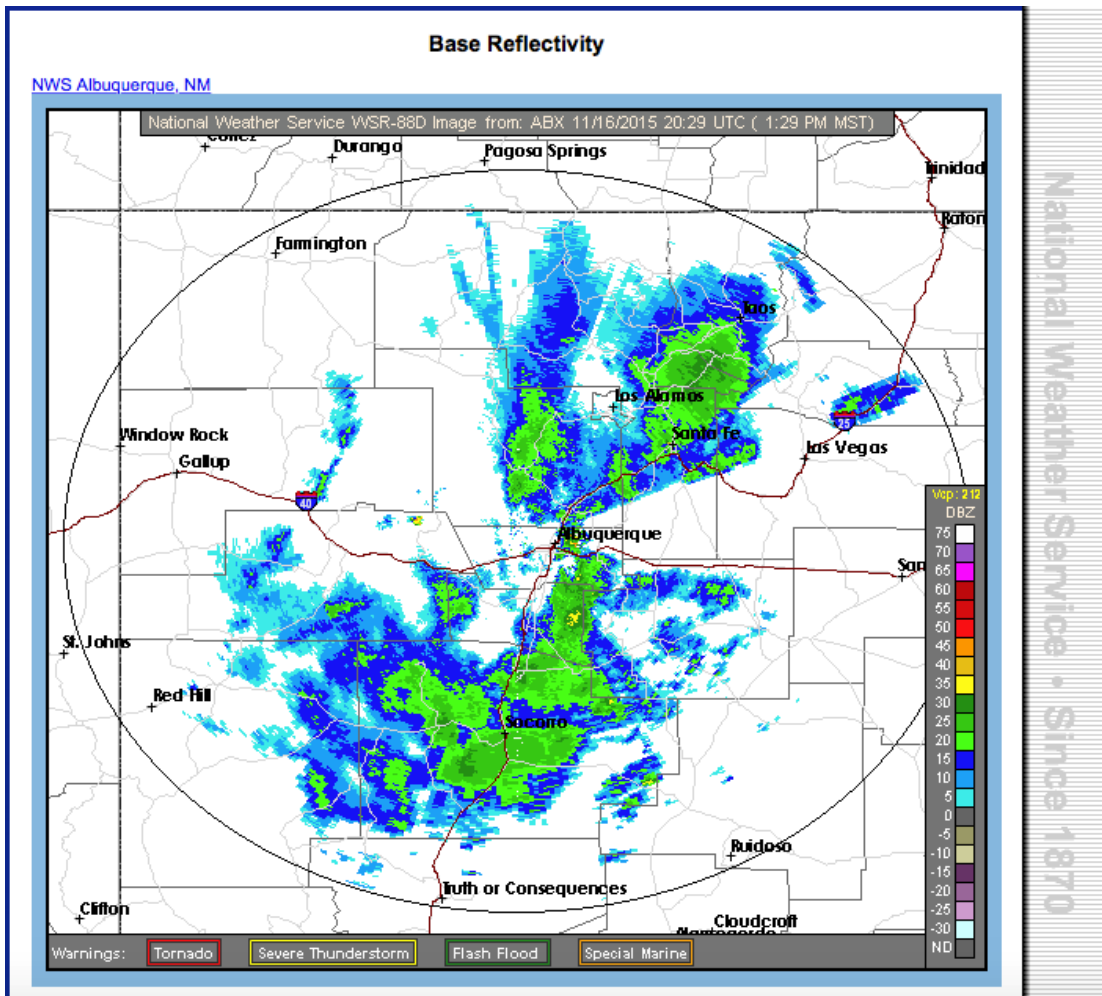 Base Reflectivity
NWS Albuquerque, NM
National Weather Service WSR-88D Image from: ABX 11/16/2015 20:29 UTC ( 1:29 PM MST)
Durango
Pagosa Springs
Trinidad
Raton
Farmington
Taos
Los Alamos
Window Rock
Santa Fe
25
Las Vegas
Gallup
40
Albuquerque
San
St. Johns
Red Hill
Socorro
Ruidoso
Truth or Consequences
Clifton
Cloudcroft
Vcp: 212
DBZ
75
70
65
60
55
50
45
40
35
30
25
20
15
10
5
0
-5
-10
-15
-20
-25
-30
ND
Warnings: Tornado Severe Thunderstorm Flash Flood Special Marine
National Weather Service • Since 1870